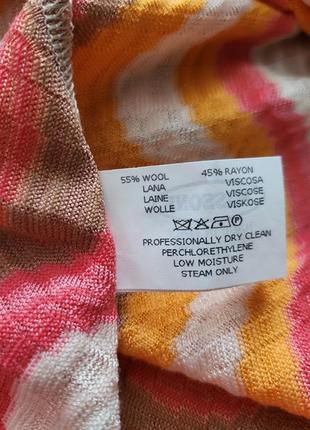 55% WOOL 45% RAYON
LANA VISCOSA
LAINE VISCOSE
WOLLE VISKOSE
PROFESSIONALLY DRY CLEAN
PERCHLORETHYLENE
LOW MOISTURE
STEAM ONLY